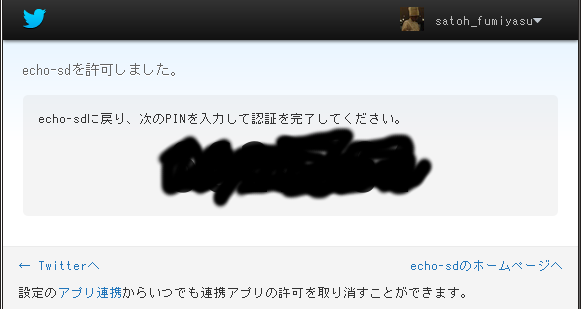 satoh_fumiyasu
echo-sdを許可しました。
echo-sdに戻り、次のPINを入力して認証を完了してください。
← Twitterへ
echo-sdのホームページへ
設定のアプリ連携からいつでも連携アプリの許可を取り消すことができます。